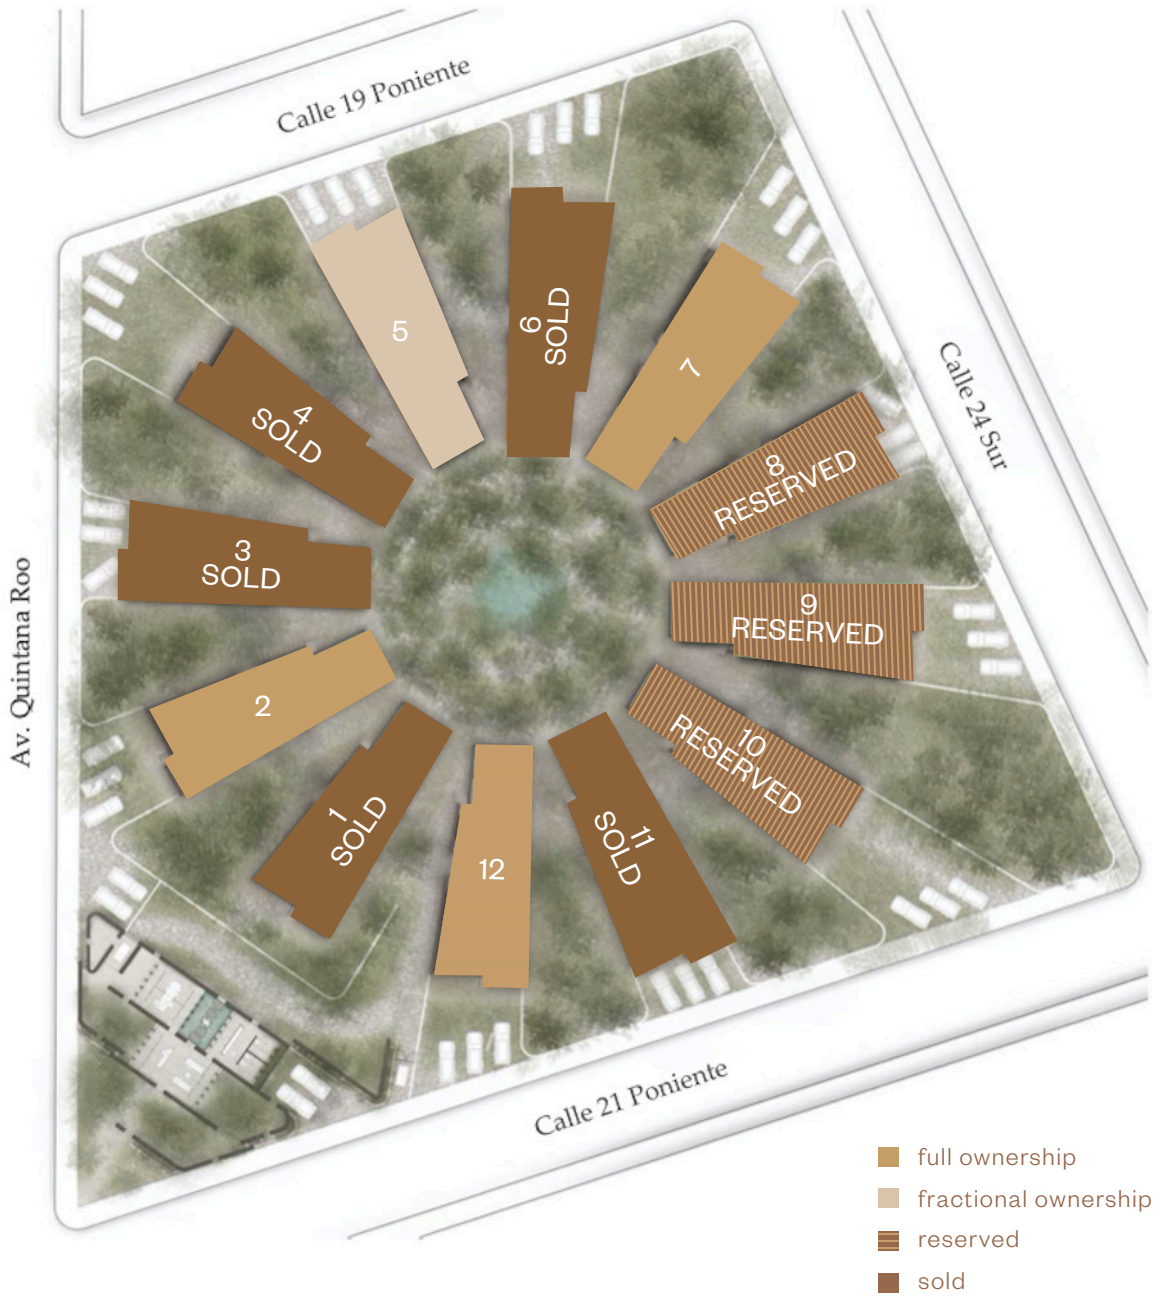 Calle 19 Poniente
5
6
SOLD
7
4
SOLD
Calle 24 Sur
8
RESERVED
3
SOLD
9
RESERVED
Av. Quintana Roo
2
10
RESERVED
1
SOLD
12
11
SOLD
Calle 21 Poniente
full ownership
fractional ownership
reserved
sold